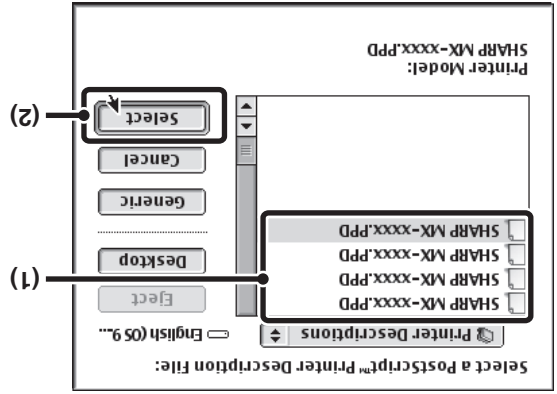 Select a PostScript™ Printer Description File:
Printer Descriptions
English (OS 9....
SHARP MX-xxxx.PPD
SHARP MX-xxxx.PPD
SHARP MX-xxxx.PPD
SHARP MX-xxxx.PPD
(1)
Eject
Desktop
Generic
Cancel
Select
(2)
Printer Model:
SHARP MX-xxxx.PPD